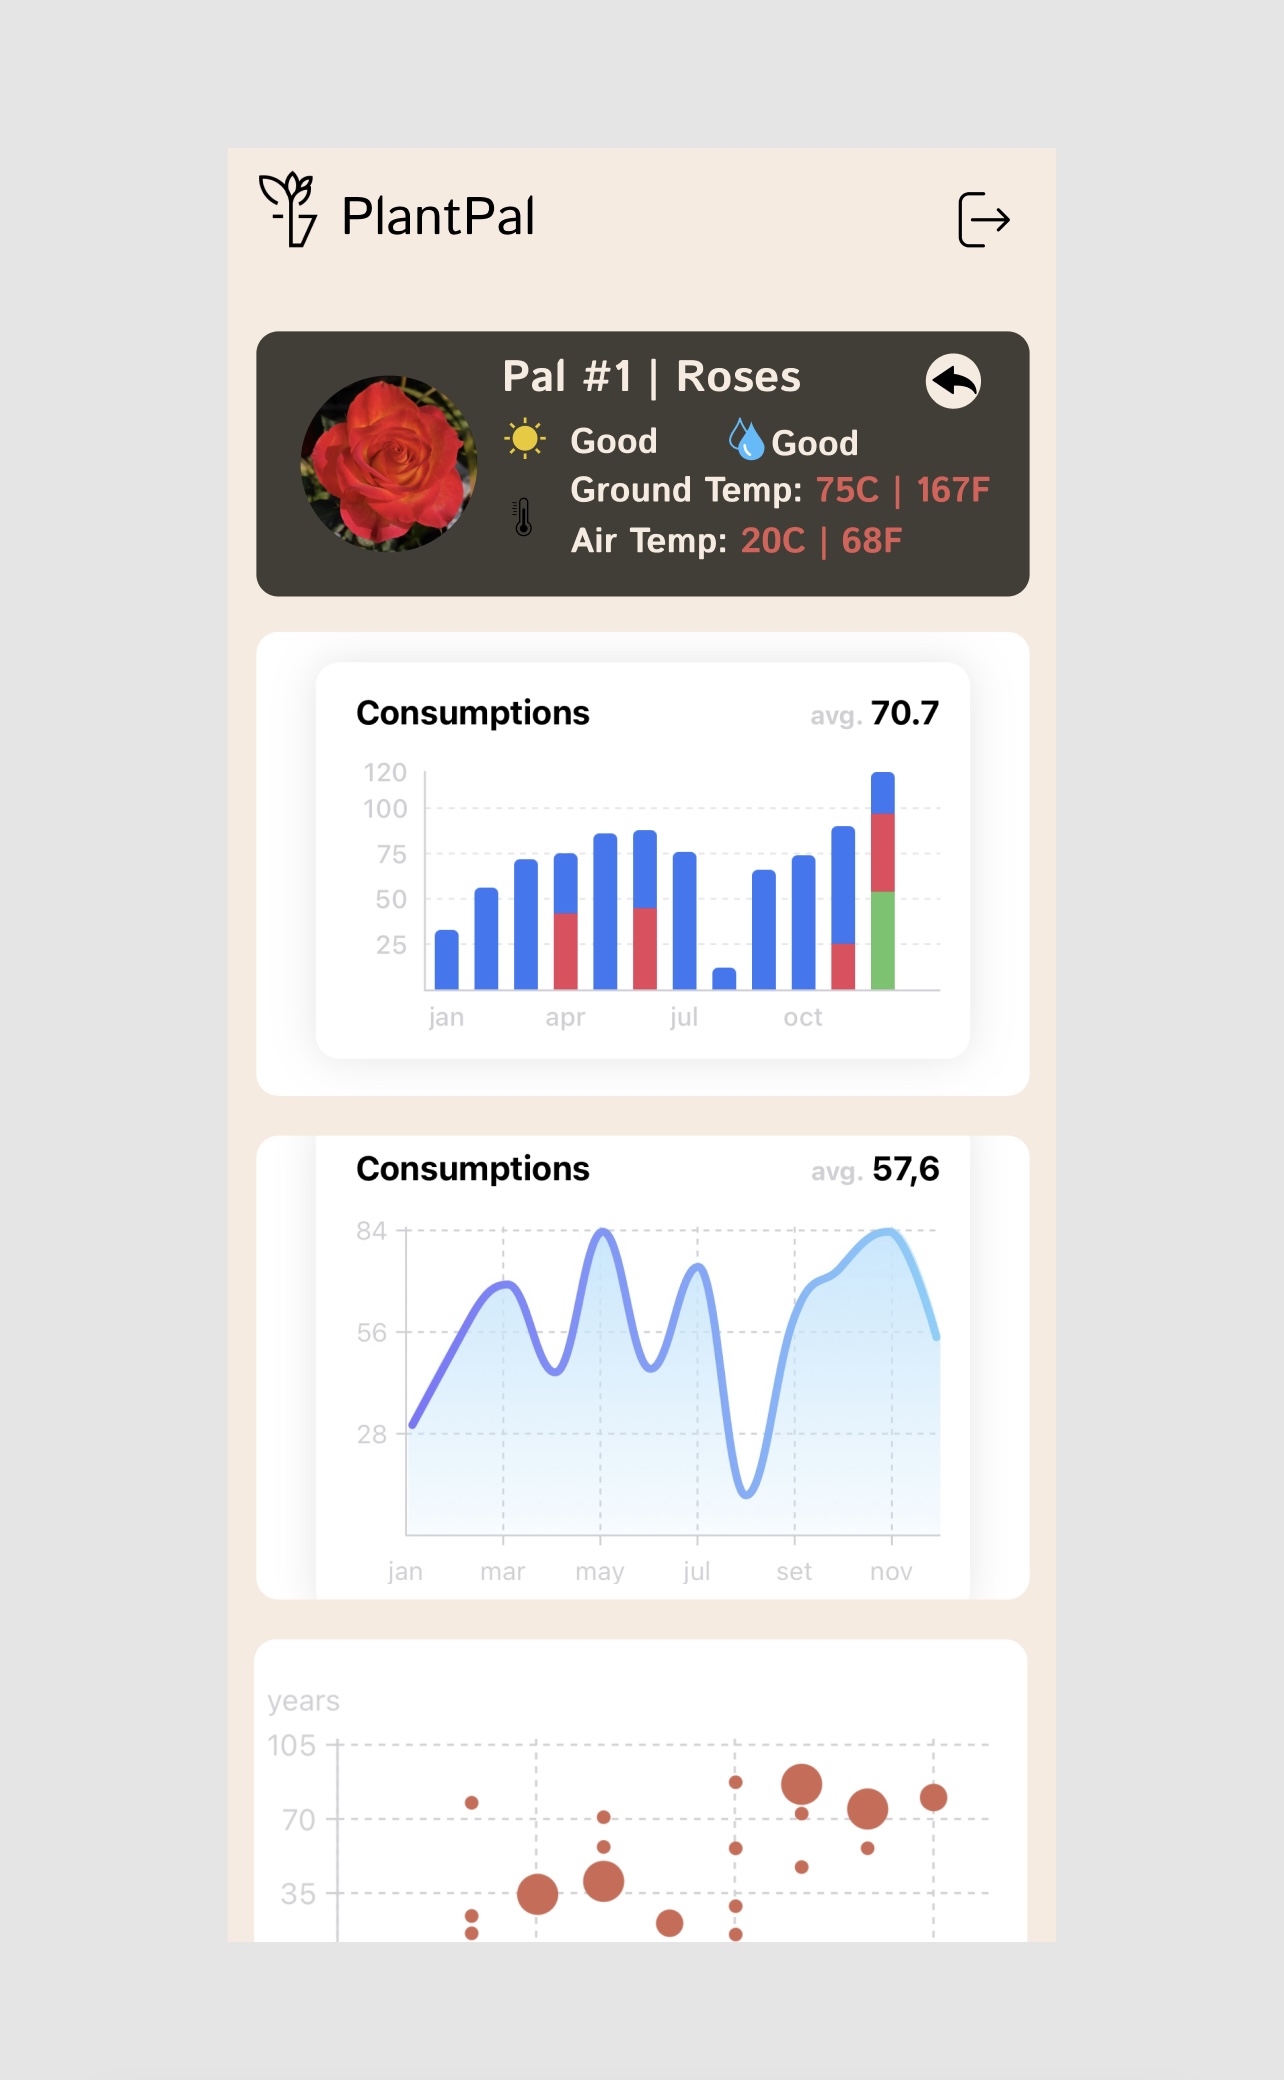 PlantPal
Pal #1 | Roses
Good Good
Ground Temp: 75C | 167F
Air Temp: 20C | 68F
Consumptions avg. 70.7
120
100
75
50
25
jan apr jul oct
Consumptions avg. 57,6
84
56
28
jan mar may jul set nov
years
105
70
35